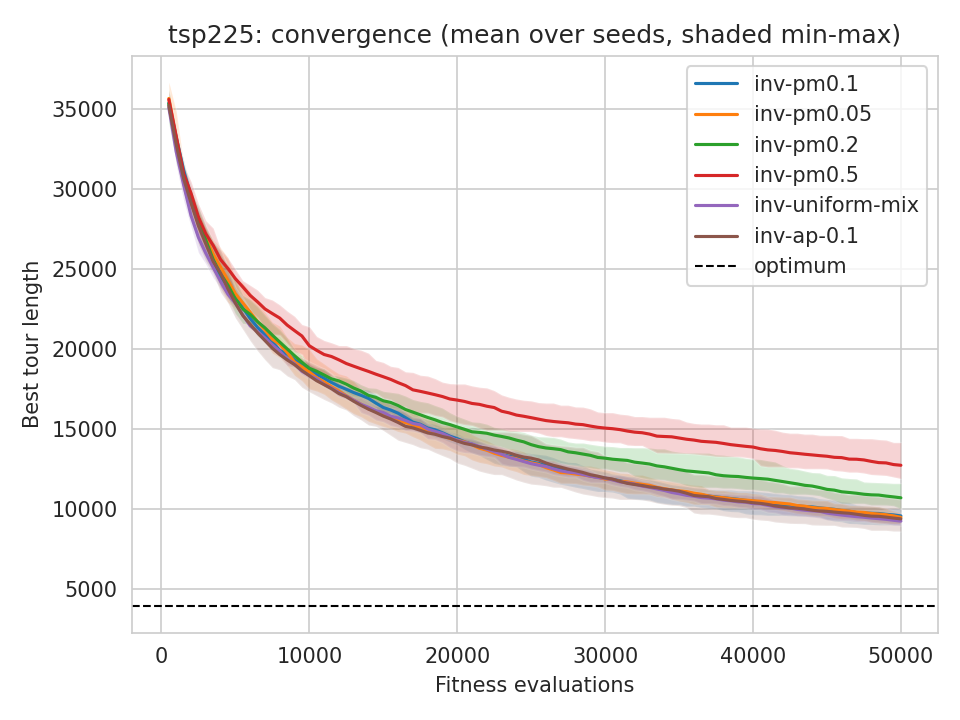 tsp225: convergence (mean over seeds, shaded min-max)
inv-pm0.1
inv-pm0.05
inv-pm0.2
inv-pm0.5
inv-uniform-mix
inv-ap-0.1
optimum
Best tour length
35000
30000
25000
20000
15000
10000
5000
0 10000 20000 30000 40000 50000
Fitness evaluations